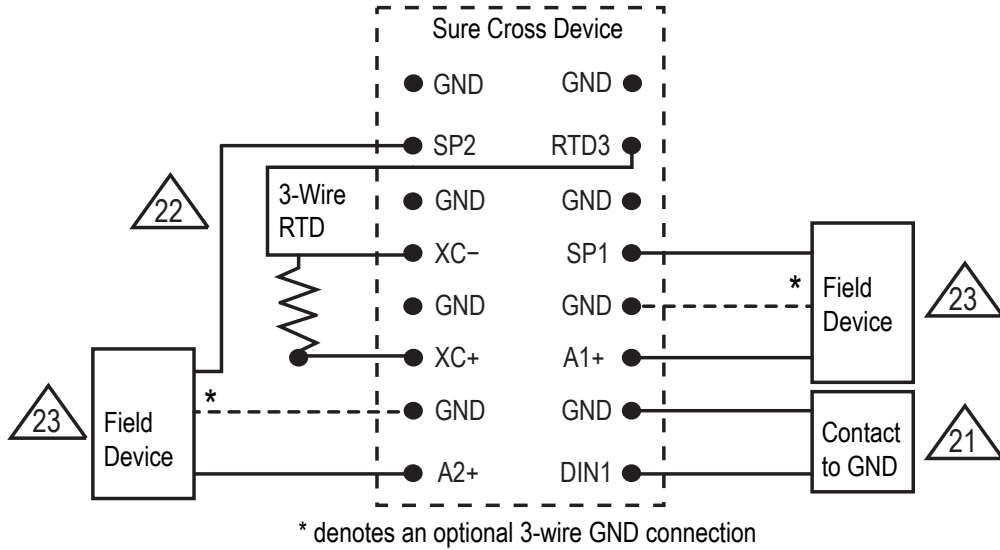 Sure Cross Device
GND GND
SP2 RTD3
3-Wire
RTD
22
GND GND
XC− SP1
GND GND
*
Field
Device
23
XC+ A1+
GND GND
*
23
Field
Device
Contact
to GND
21
A2+ DIN1
* denotes an optional 3-wire GND connection